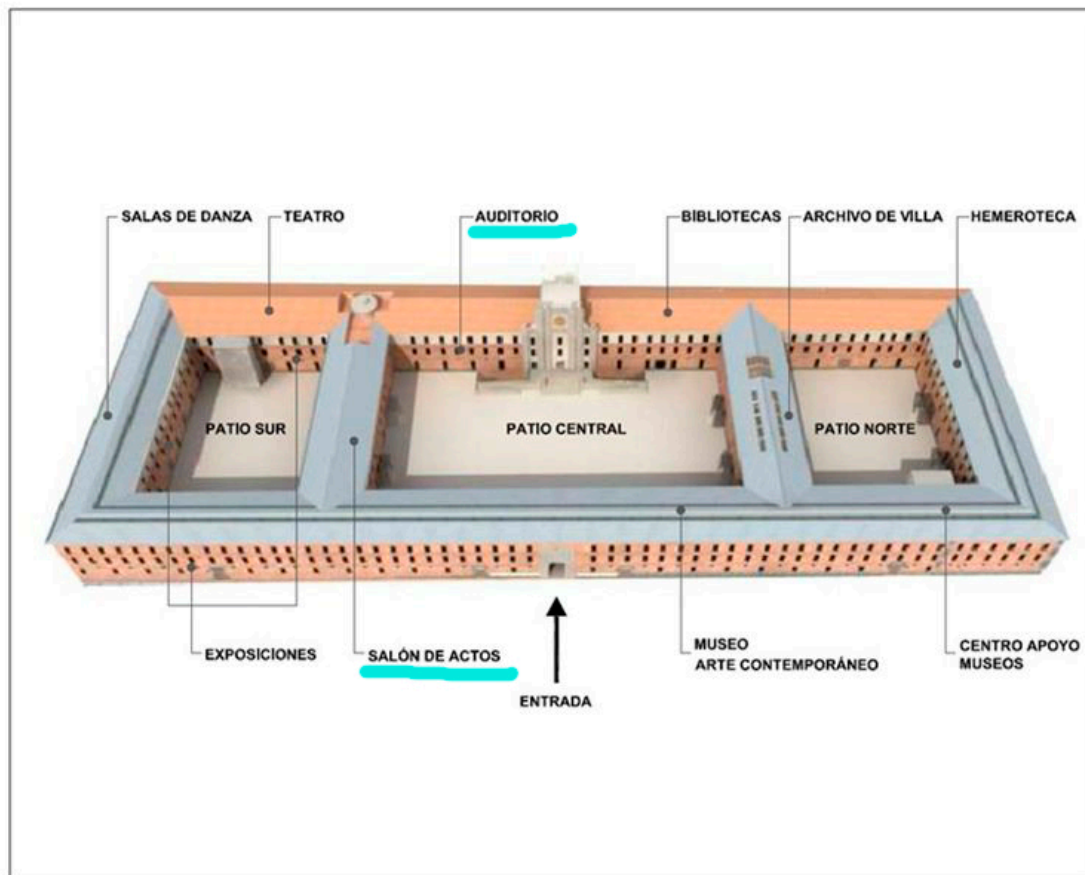 SALAS DE DANZA
TEATRO
AUDITORIO
BIBLIOTECAS
ARCHIVO DE VILLA
HEMEROTECA
PATIO SUR
PATIO CENTRAL
PATIO NORTE
EXPOSICIONES
SALÓN DE ACTOS
MUSEO
ARTE CONTEMPORÁNEO
CENTRO APOYO
MUSEOS
ENTRADA